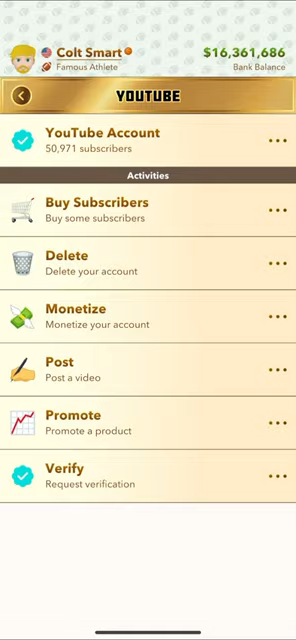 Colt Smart
$16,361,686
Famous Athlete
Bank Balance
YOUTUBE
YouTube Account
50,971 subscribers
Activities
Buy Subscribers
Buy some subscribers
Delete
Delete your account
Monetize
Monetize your account
Post
Post a video
Promote
Promote a product
Verify
Request verification